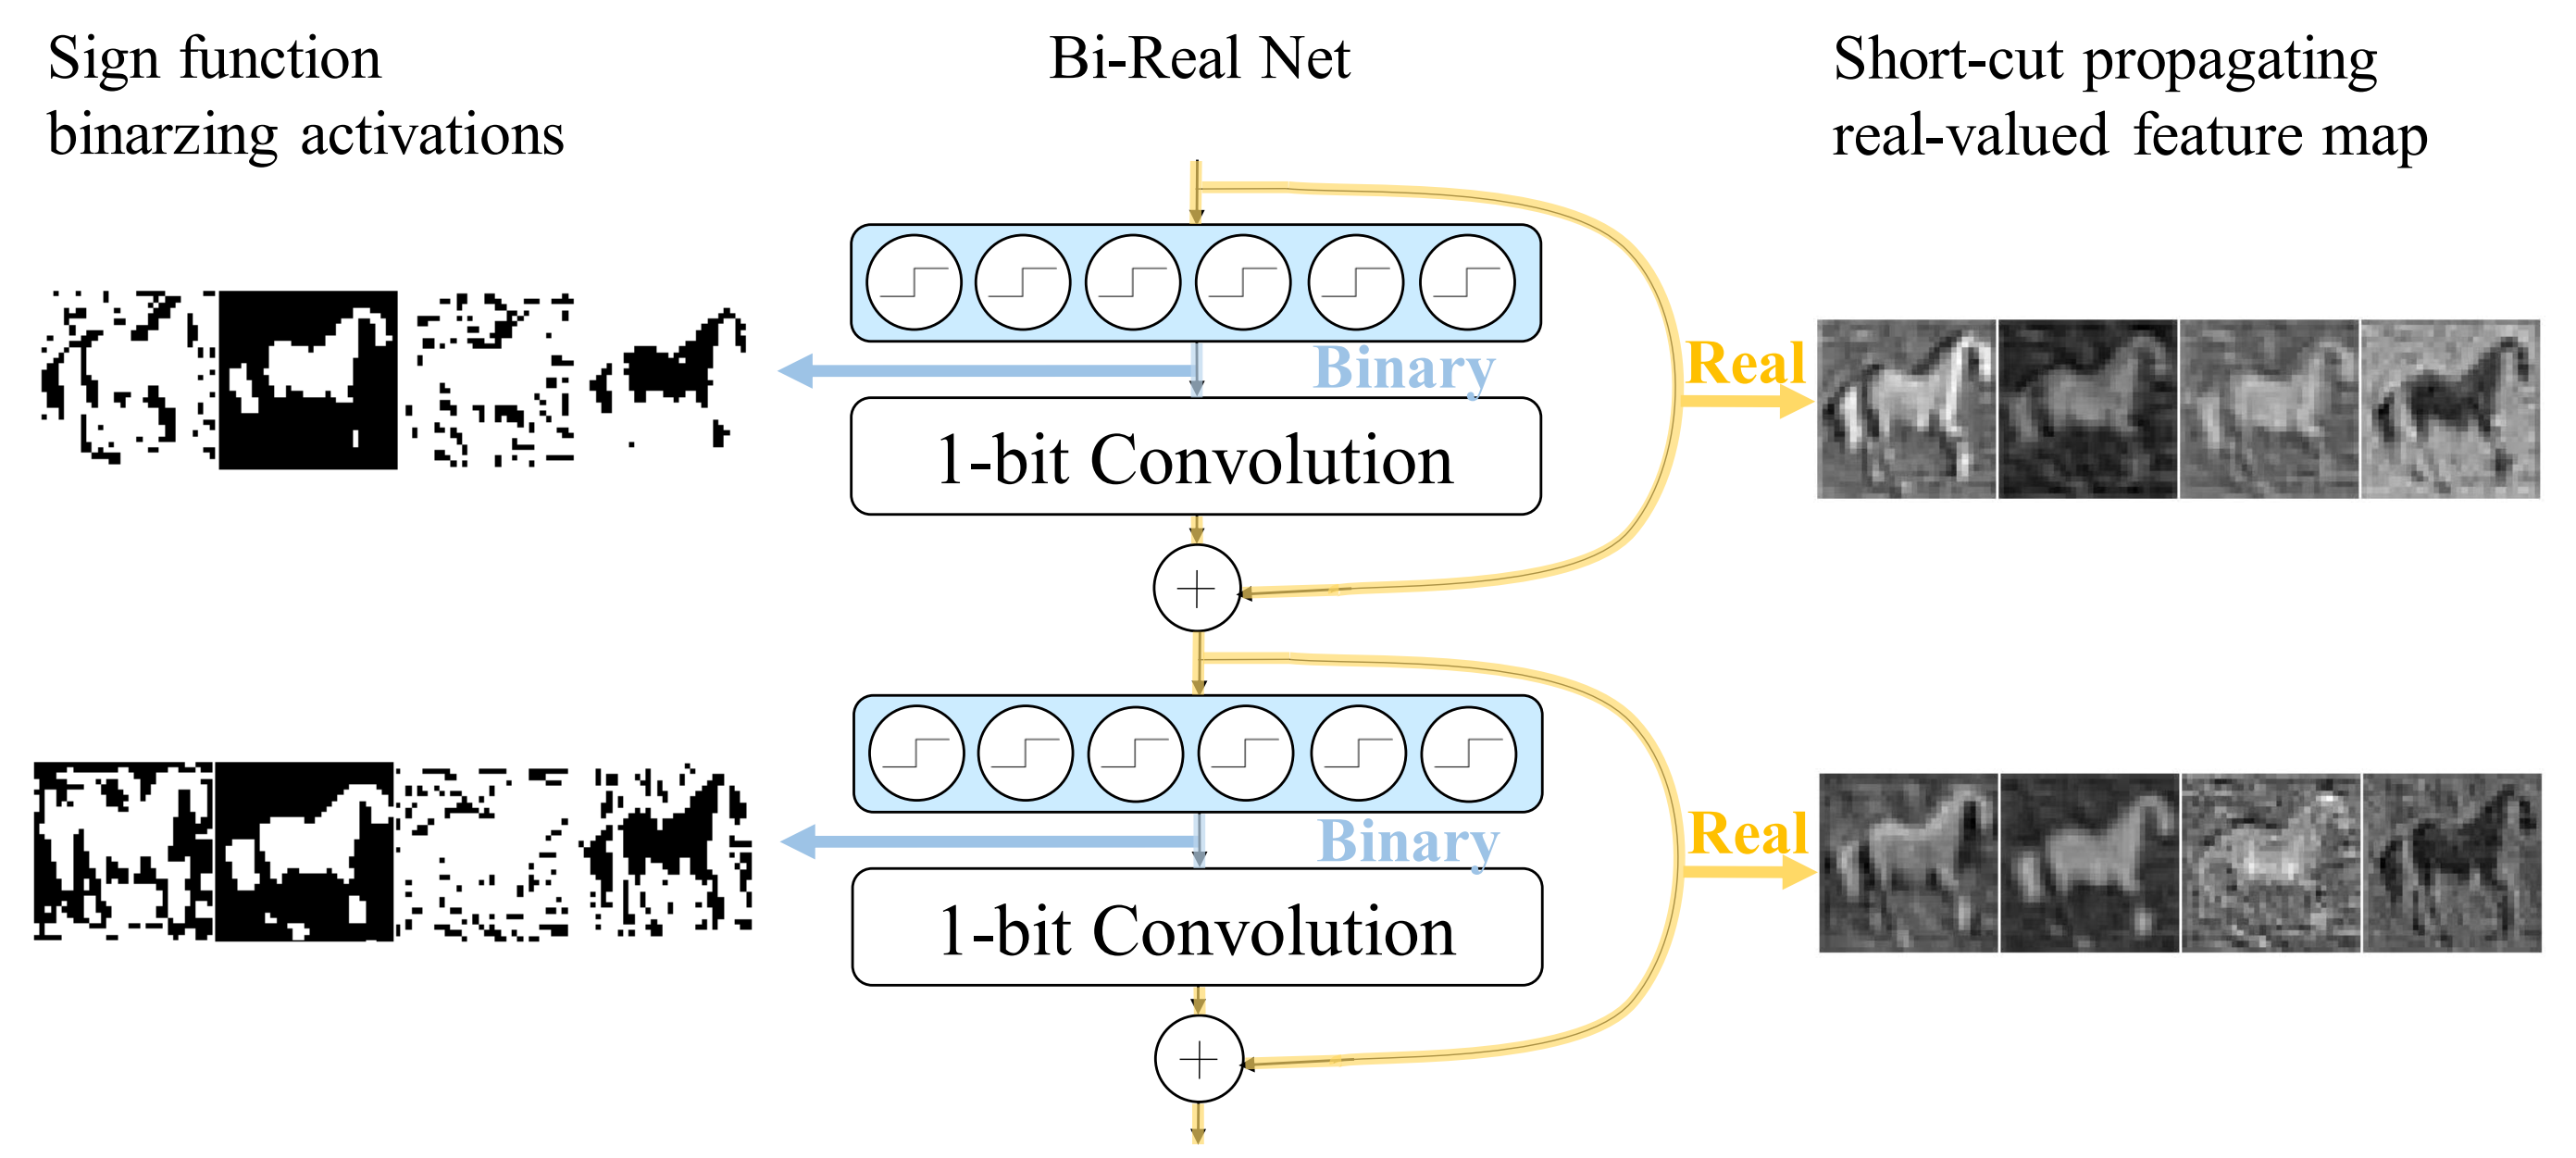 Sign function
binarzing activations
Bi-Real Net
Short-cut propagating
real-valued feature map
Binary
Real
1-bit Convolution
Binary
Real
1-bit Convolution